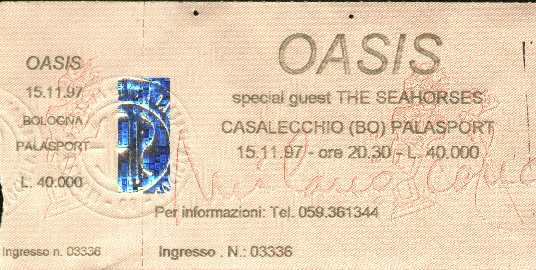 OASIS
15.11.97
BOLOGNA
PALASPORT
L. 40.000
Ingresso n. 03336
OASIS
special guest THE SEAHORSES
CASALECCHIO (BO) PALASPORT
15.11.97 - ore 20.30 - L. 40.000
Per informazioni: Tel. 059.361344
Ingresso . N.: 03336